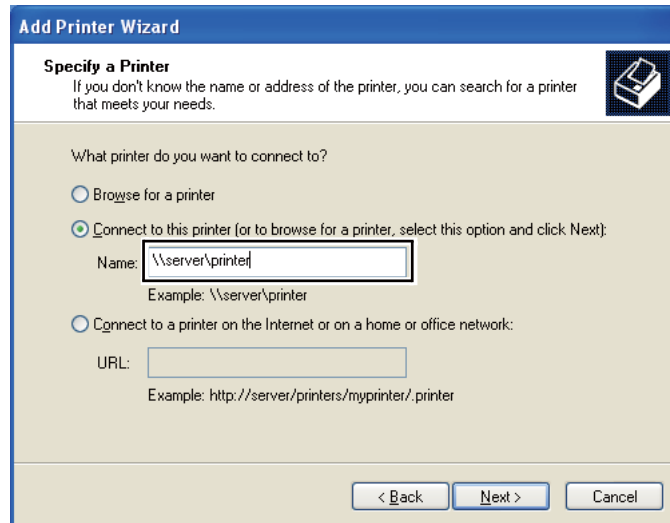 Add Printer Wizard
Specify a Printer
If you don't know the name or address of the printer, you can search for a printer
that meets your needs.
What printer do you want to connect to?
Browse for a printer
Connect to this printer (or to browse for a printer, select this option and click Next):
Name: \\server\printer
Example: \\server\printer
Connect to a printer on the Internet or on a home or office network:
URL:
Example: http://server/printers/myprinter/.printer
< Back Next > Cancel